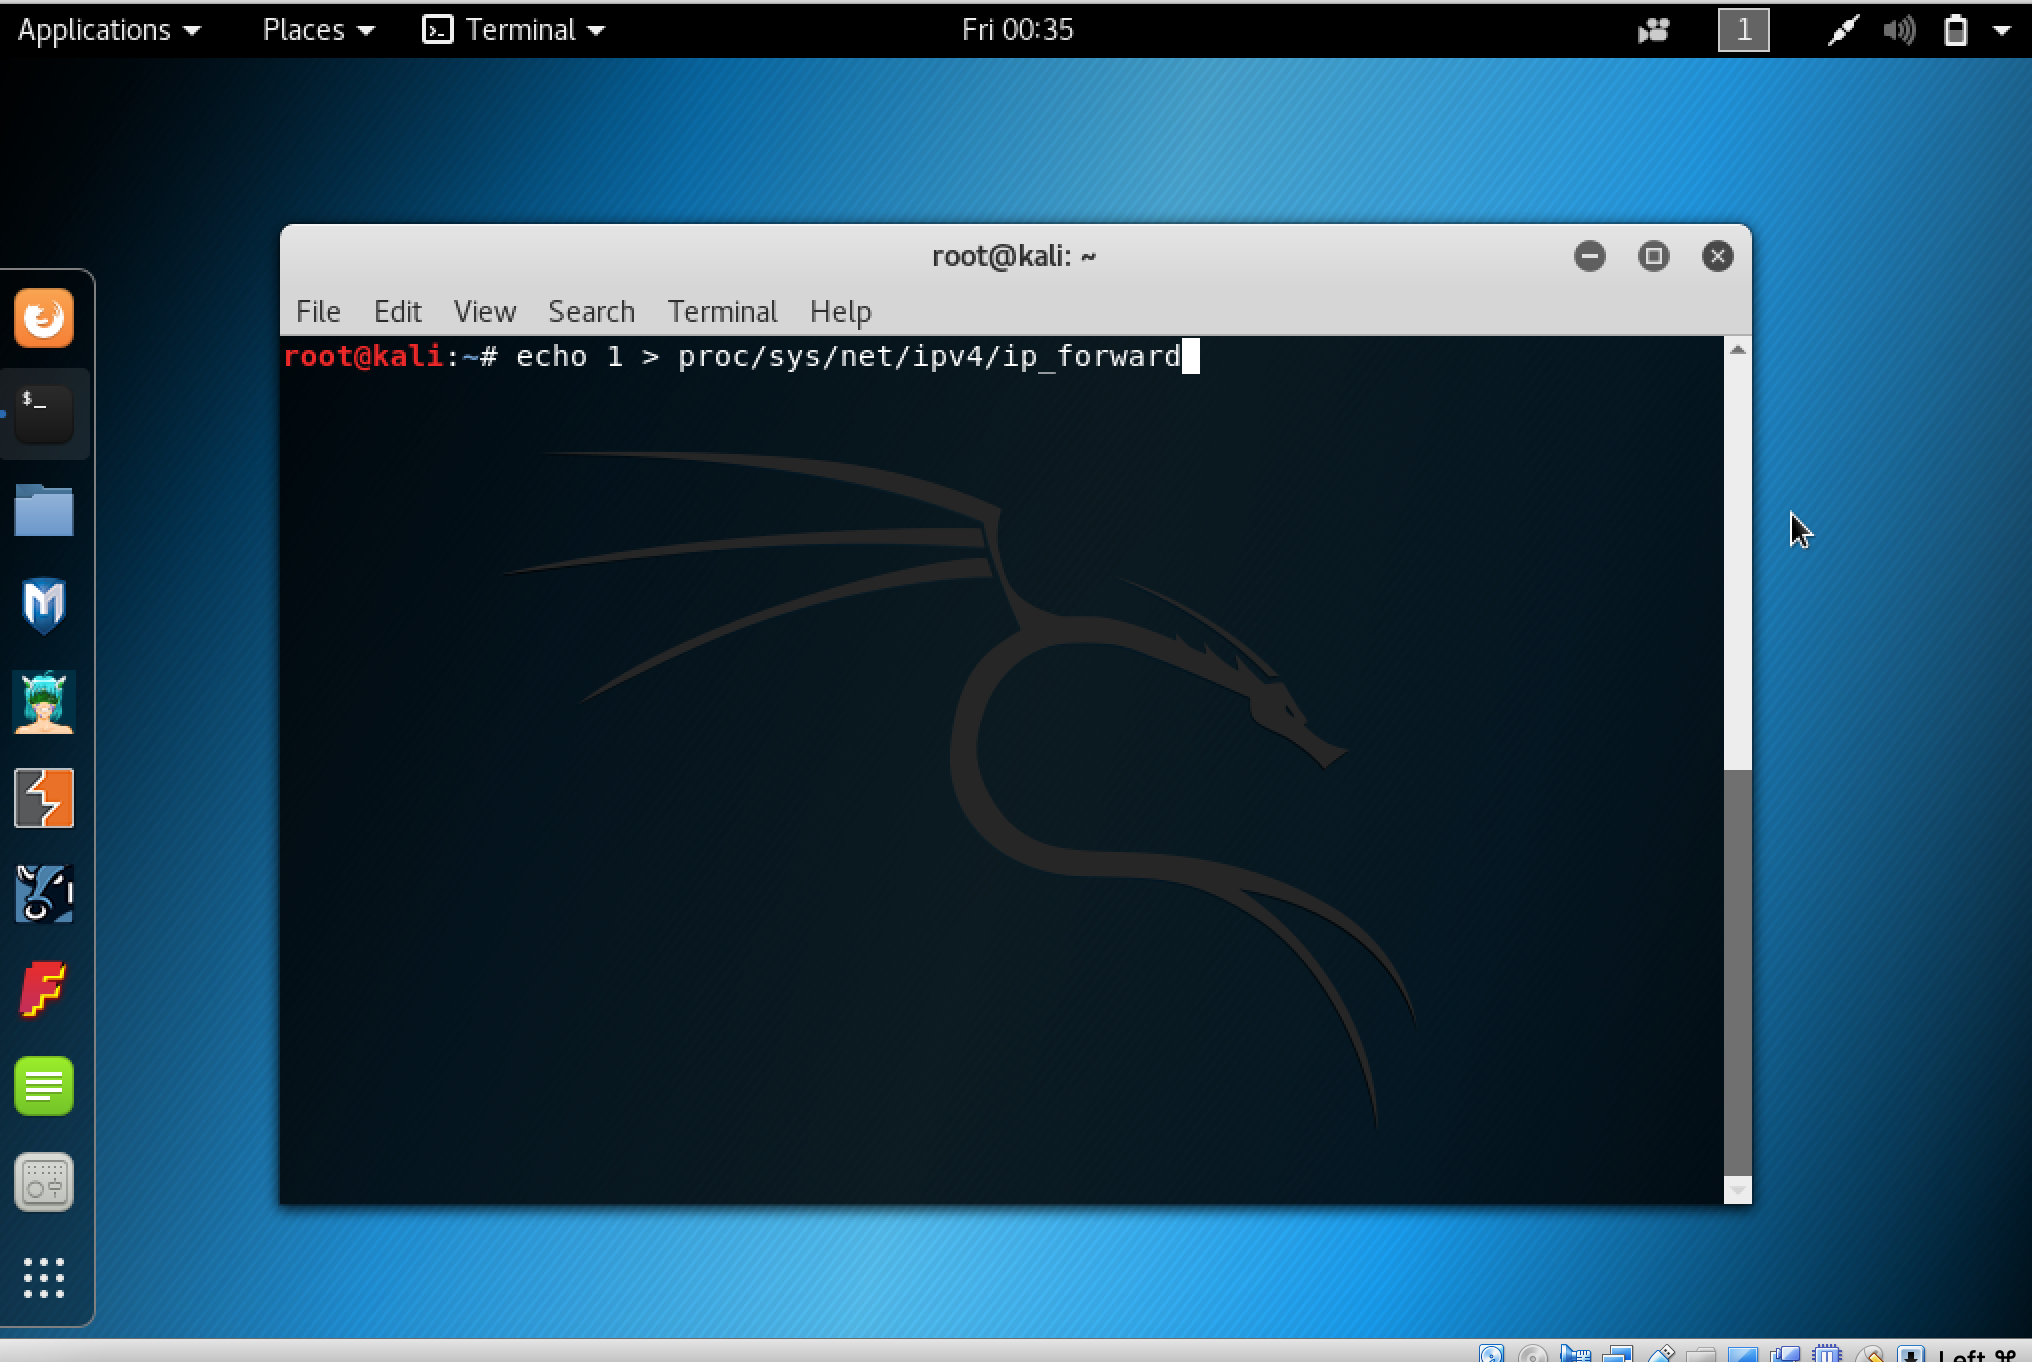 Applications Places Terminal Fri 00:35 1
root@kali: ~
File Edit View Search Terminal Help
root@kali:~# echo 1 > proc/sys/net/ipv4/ip_forward
$_
Left ⌘